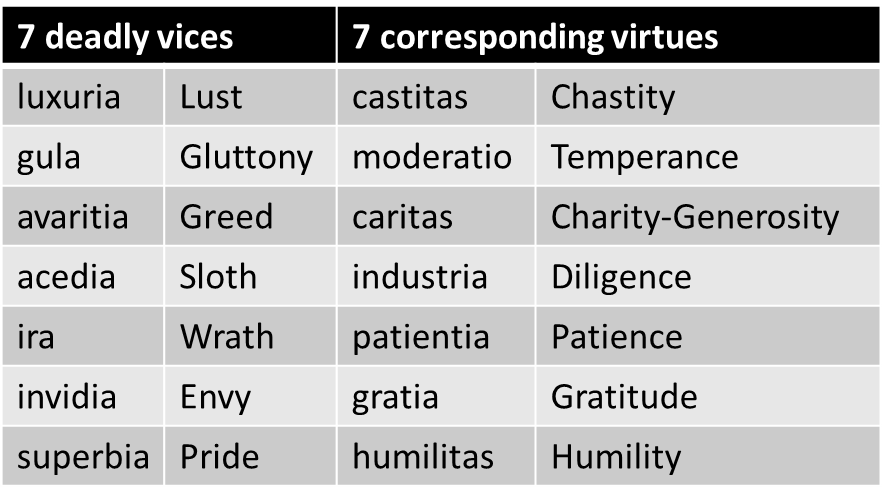 7 deadly vices 7 corresponding virtues
luxuria Lust castitas Chastity
gula Gluttony moderatio Temperance
avaritia Greed caritas Charity-Generosity
acedia Sloth industria Diligence
ira Wrath patientia Patience
invidia Envy gratia Gratitude
superbia Pride humilitas Humility